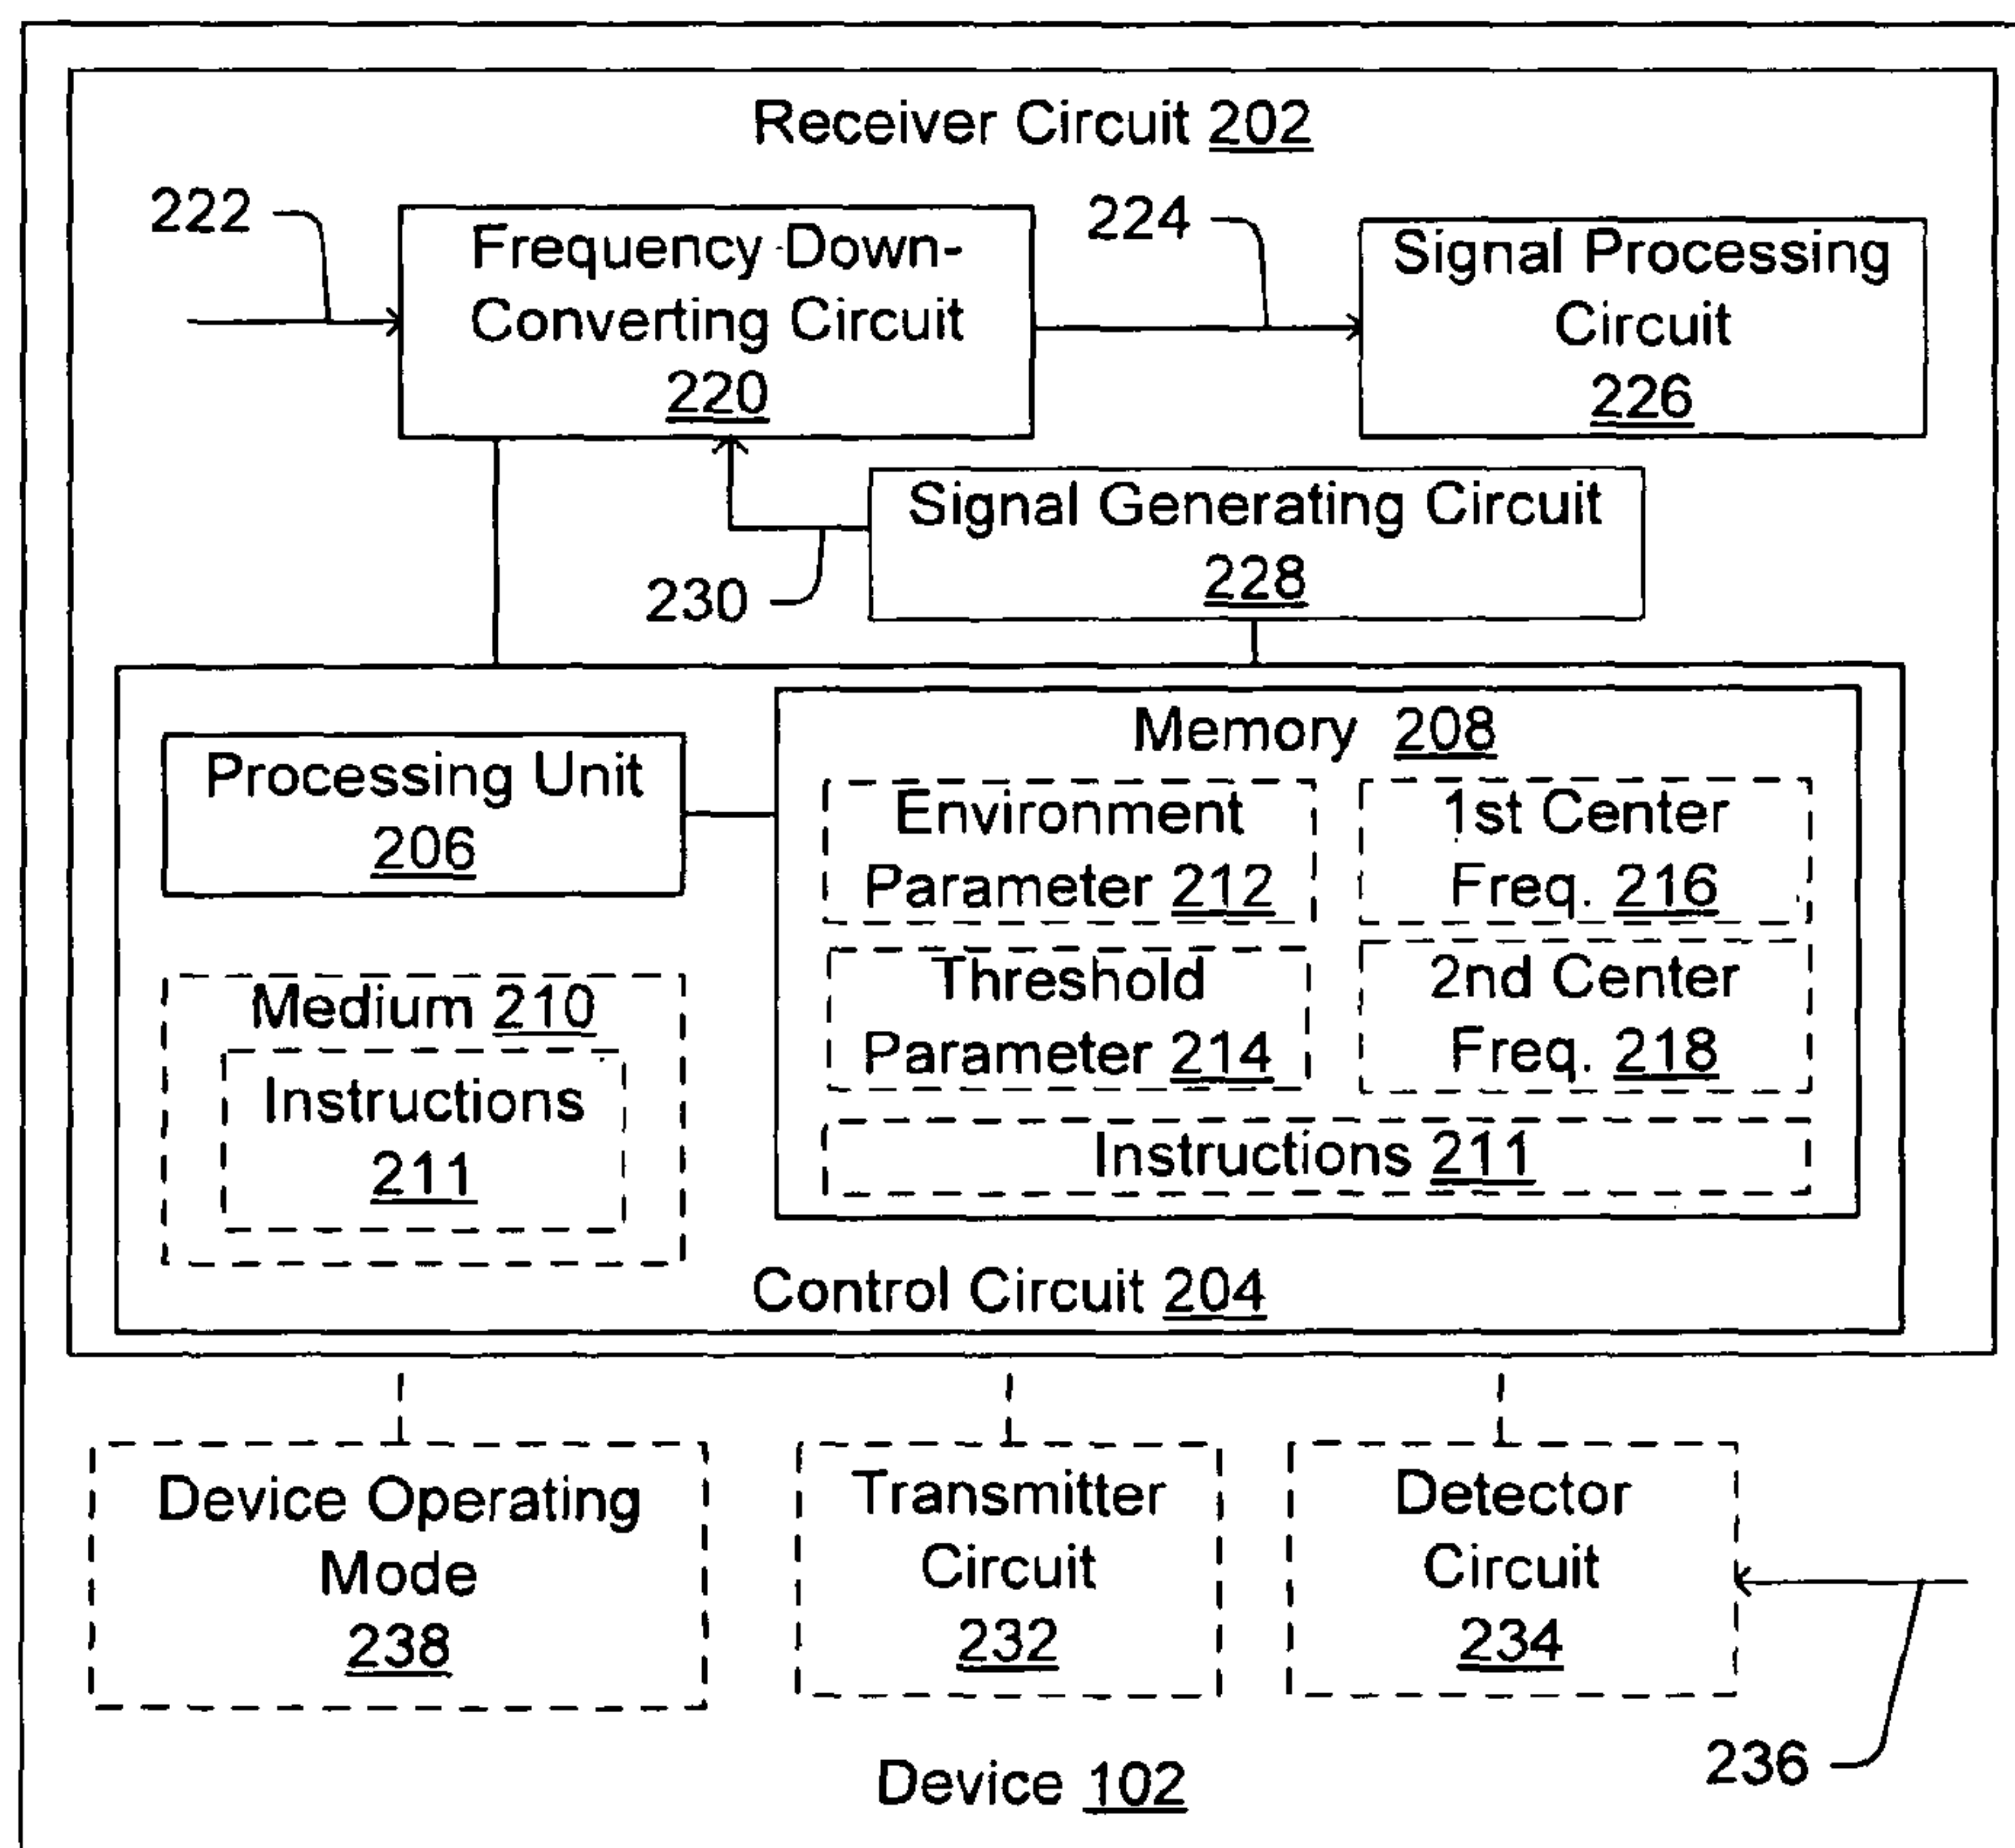 Receiver Circuit 202
222
Frequency Down-
Converting Circuit
220
224
Signal Processing
Circuit
226
Signal Generating Circuit
228
230
Memory 208
Processing Unit
206
Environment
Parameter 212
1st Center
Freq. 216
Threshold
Parameter 214
2nd Center
Freq. 218
Medium 210
Instructions
211
Instructions 211
Control Circuit 204
Device Operating
Mode
238
Transmitter
Circuit
232
Detector
Circuit
234
236
Device 102